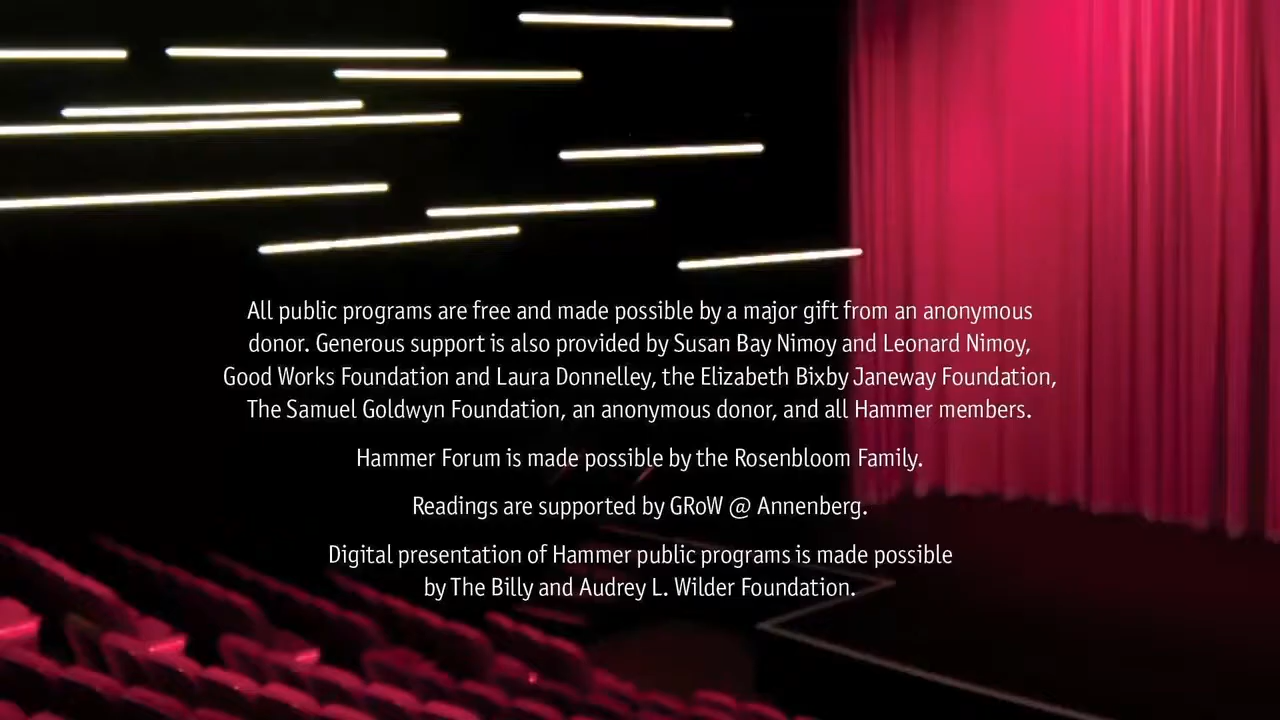 All public programs are free and made possible by a major gift from an anonymous
donor. Generous support is also provided by Susan Bay Nimoy and Leonard Nimoy,
Good Works Foundation and Laura Donnelley, the Elizabeth Bixby Janeway Foundation,
The Samuel Goldwyn Foundation, an anonymous donor, and all Hammer members.
Hammer Forum is made possible by the Rosenbloom Family.
Readings are supported by GRoW @ Annenberg.
Digital presentation of Hammer public programs is made possible
by The Billy and Audrey L. Wilder Foundation.